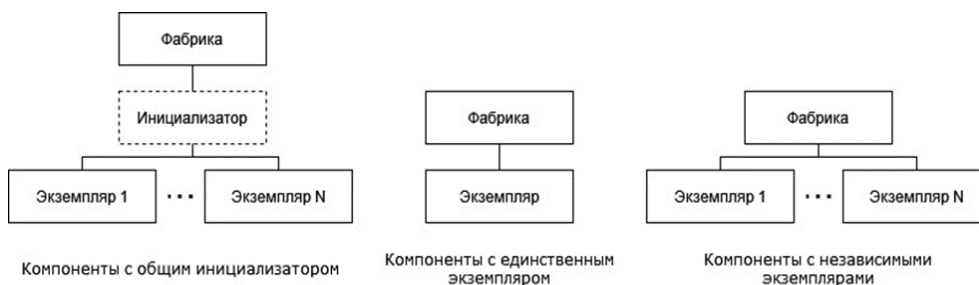 Фабрика
Инициализатор
Экземпляр 1
...
Экземпляр N
Компоненты с общим инициализатором
Фабрика
Экземпляр
Компоненты с единственным
экземпляром
Фабрика
Экземпляр 1
...
Экземпляр N
Компоненты с независимыми
экземплярами